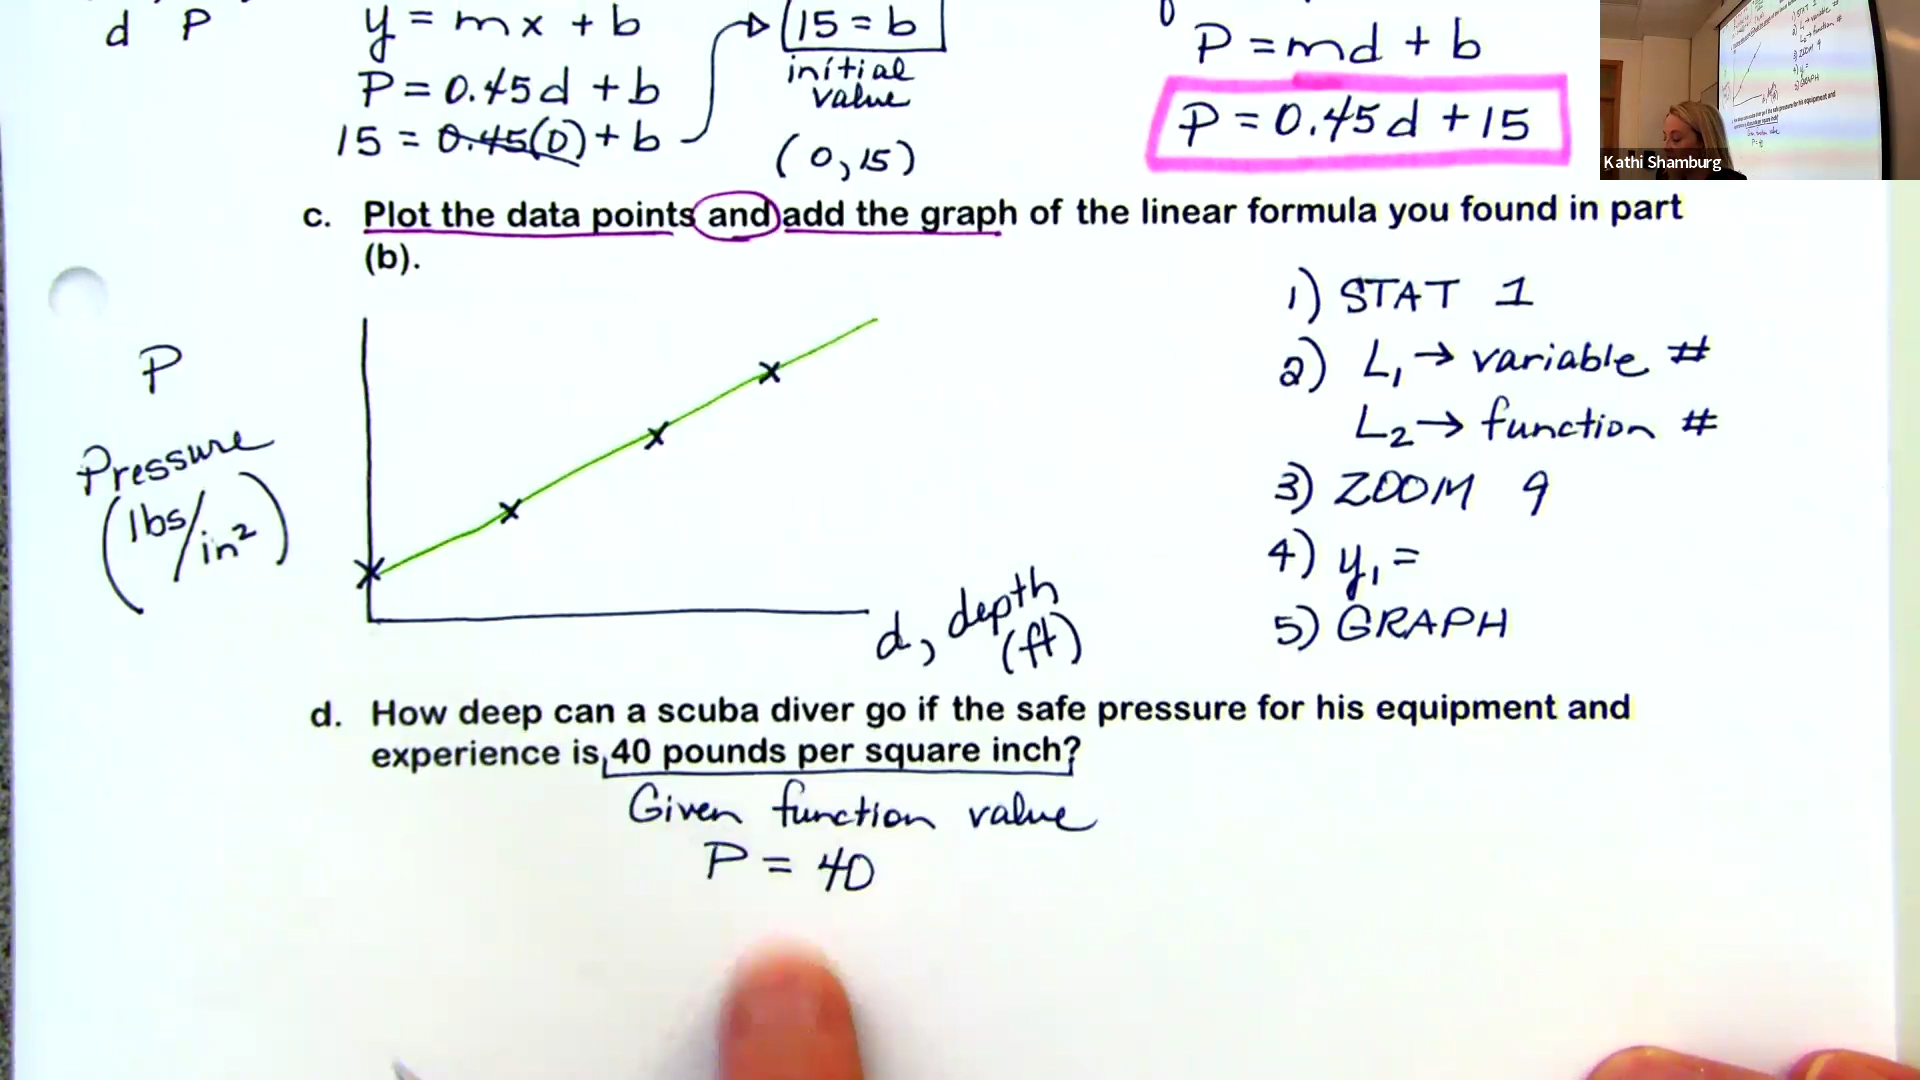 d P
y = mx + b
P = 0.45d + b
15 = 0.45(0) + b
15 = b
initial
value
(0, 15)
P = md + b
P = 0.45d + 15
Kathi Shamburg
c. Plot the data points and add the graph of the linear formula you found in part
(b).
P
Pressure
(lbs/in²)
d, depth
(ft)
1) STAT 1
2) L₁ → variable #
L₂ → function #
3) ZOOM 9
4) y₁ =
5) GRAPH
d. How deep can a scuba diver go if the safe pressure for his equipment and
experience is 40 pounds per square inch?
Given function value
P = 40